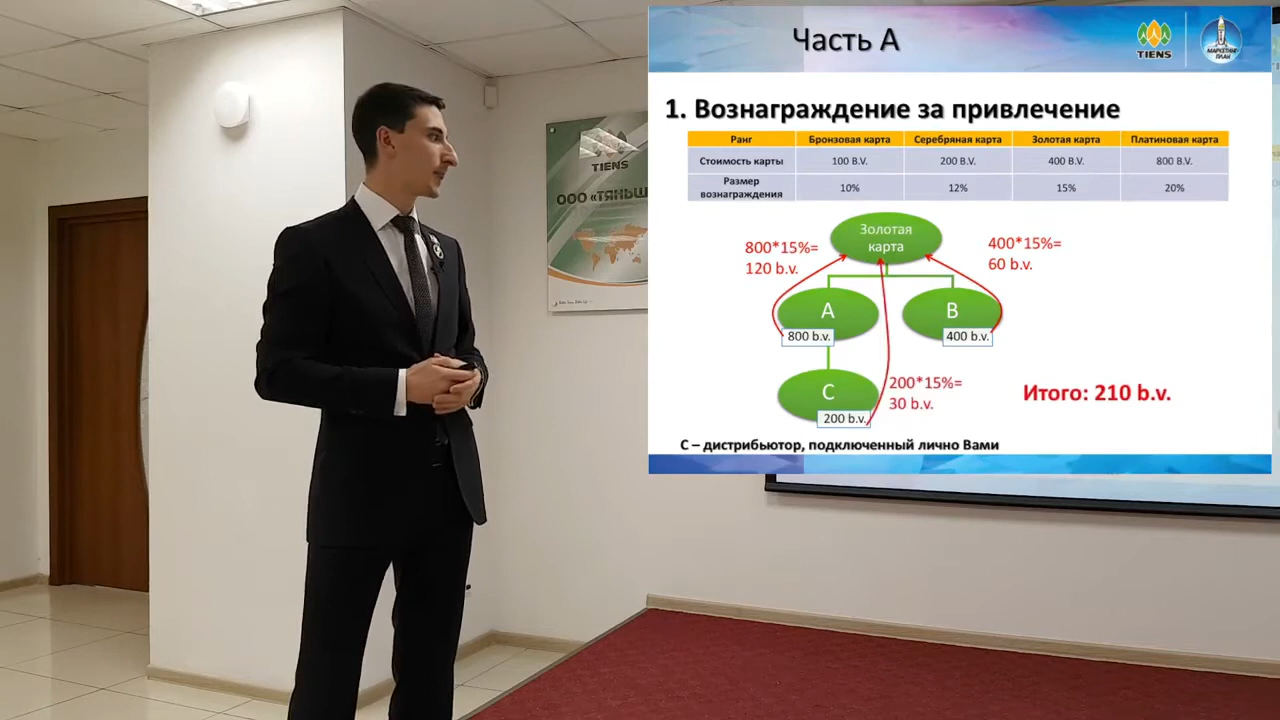 Часть А
TIENS
МАРКЕТИНГ
ПЛАН
1. Вознаграждение за привлечение
Ранг Бронзовая карта Серебряная карта Золотая карта Платиновая карта
Стоимость карты 100 B.V. 200 B.V. 400 B.V. 800 B.V.
Размер вознаграждения 10% 12% 15% 20%
Золотая
карта
800*15%=
120 b.v.
400*15%=
60 b.v.
A
800 b.v.
B
400 b.v.
C
200 b.v.
200*15%=
30 b.v.
Итого: 210 b.v.
С – дистрибьютор, подключенный лично Вами
TIENS
ООО «ТЯНЬШ